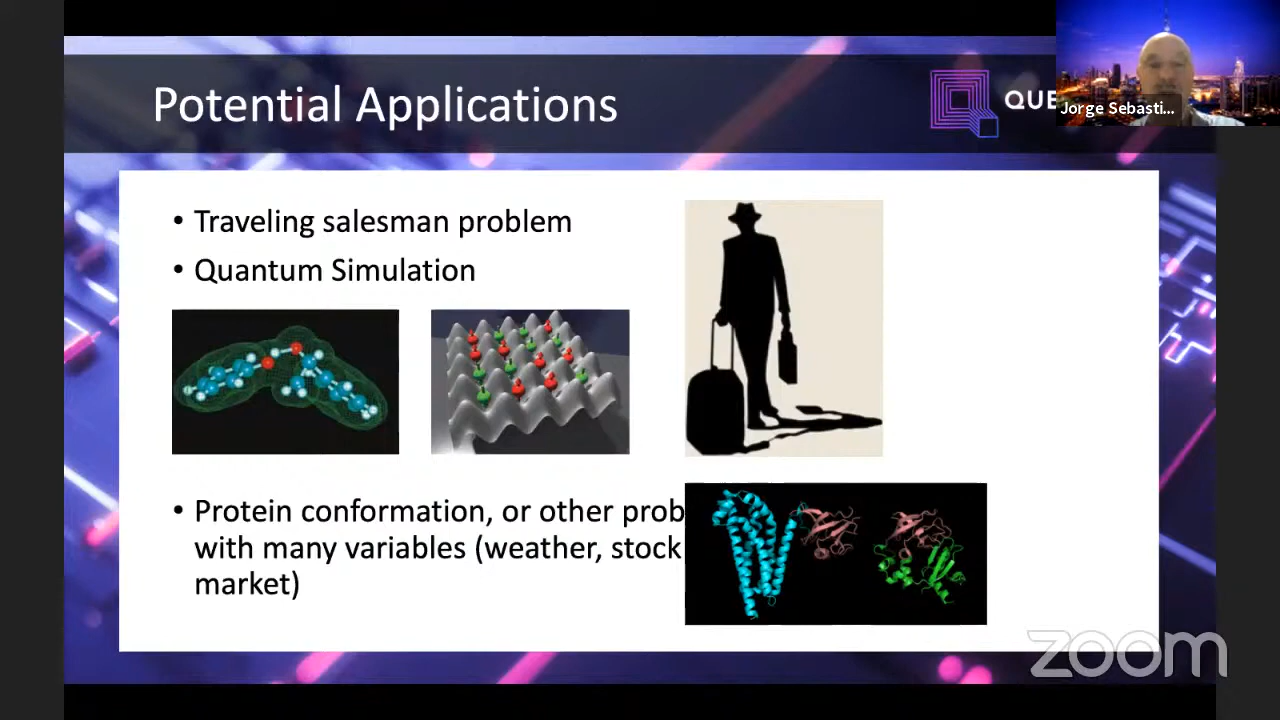 Potential Applications
QUE
Jorge Sebasti...
• Traveling salesman problem
• Quantum Simulation
• Protein conformation, or other prob
with many variables (weather, stock
market)
zoom